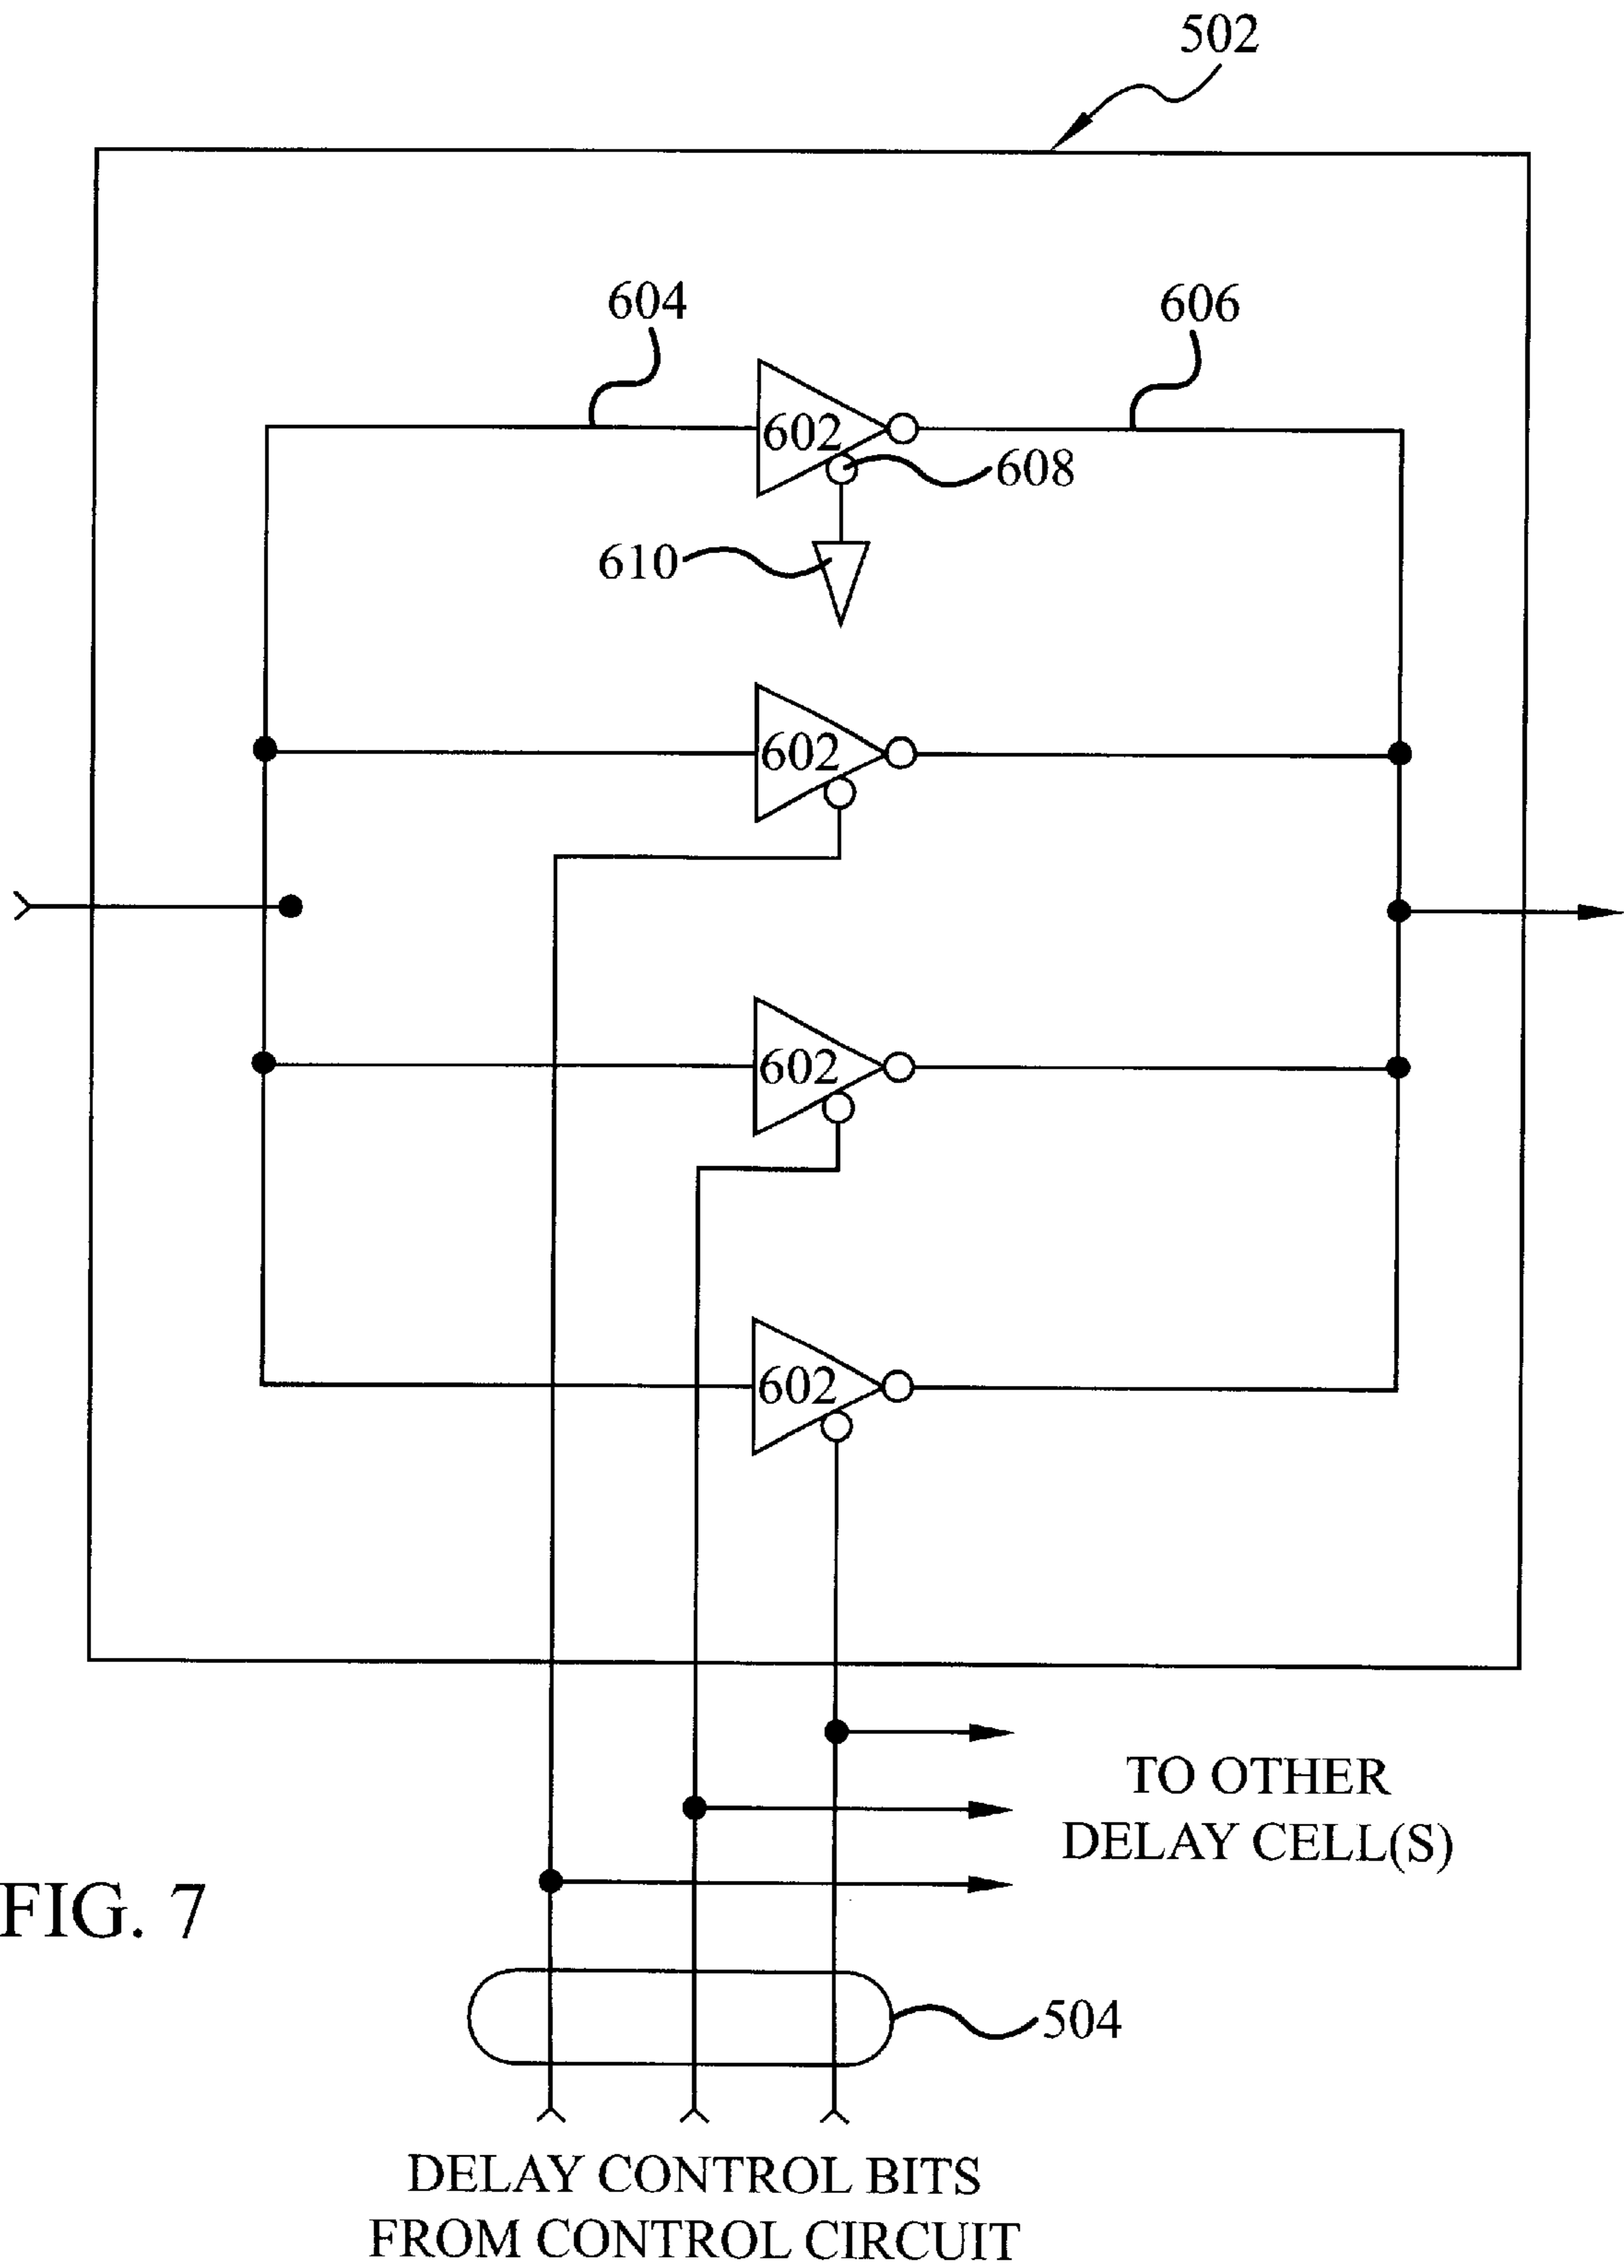 502
604
606
602
608
610
602
602
602
TO OTHER
DELAY CELL(S)
FIG. 7
504
DELAY CONTROL BITS
FROM CONTROL CIRCUIT